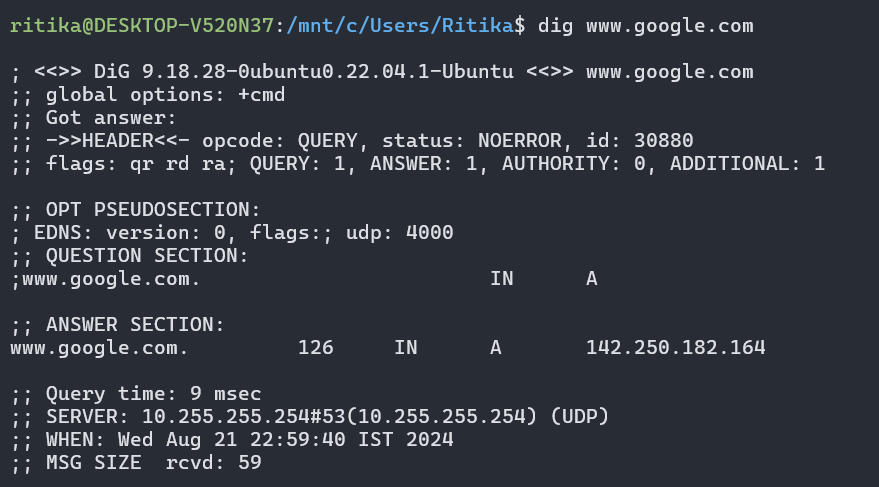 ritika@DESKTOP-V520N37:/mnt/c/Users/Ritika$ dig www.google.com

; <<>> DiG 9.18.28-0ubuntu0.22.04.1-Ubuntu <<>> www.google.com
;; global options: +cmd
;; Got answer:
;; ->>HEADER<<- opcode: QUERY, status: NOERROR, id: 30880
;; flags: qr rd ra; QUERY: 1, ANSWER: 1, AUTHORITY: 0, ADDITIONAL: 1

;; OPT PSEUDOSECTION:
; EDNS: version: 0, flags:; udp: 4000
;; QUESTION SECTION:
;www.google.com.                        IN      A

;; ANSWER SECTION:
www.google.com.         126     IN      A       142.250.182.164

;; Query time: 9 msec
;; SERVER: 10.255.255.254#53(10.255.255.254) (UDP)
;; WHEN: Wed Aug 21 22:59:40 IST 2024
;; MSG SIZE  rcvd: 59